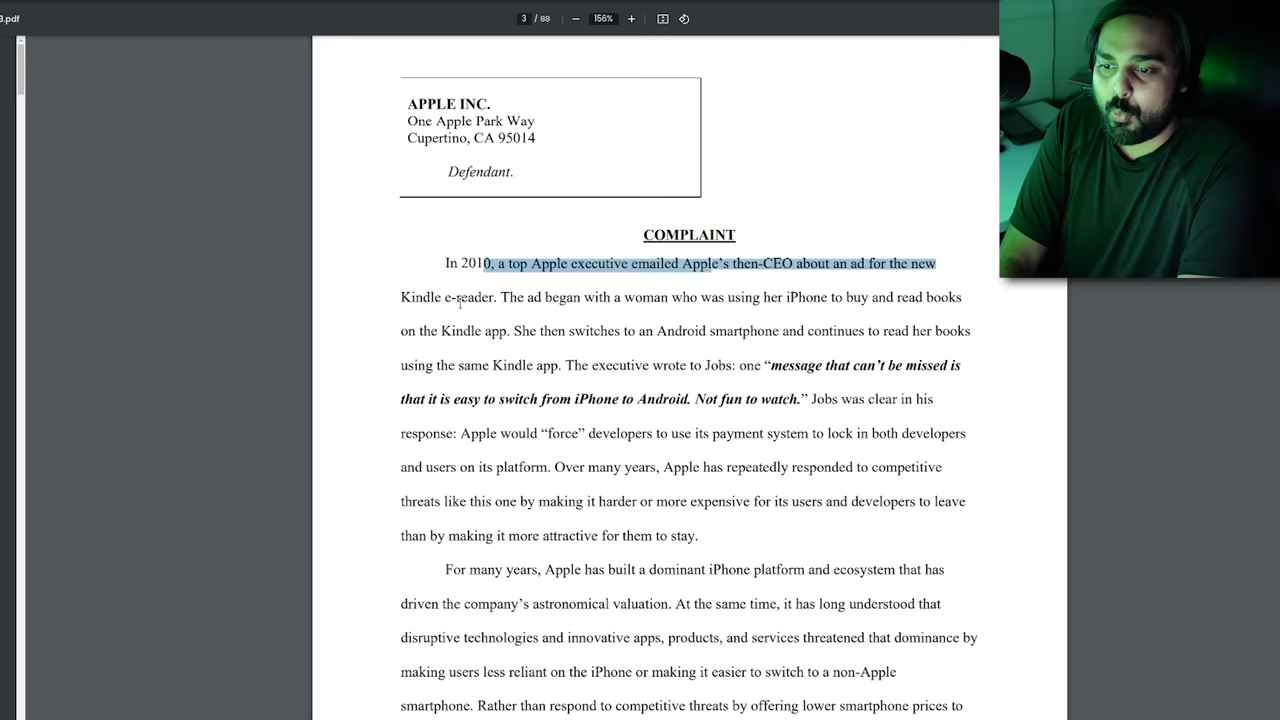 3.pdf
3 / 88
156%
APPLE INC.
One Apple Park Way
Cupertino, CA 95014
Defendant.
COMPLAINT
In 2010, a top Apple executive emailed Apple’s then-CEO about an ad for the new
Kindle e-reader. The ad began with a woman who was using her iPhone to buy and read books
on the Kindle app. She then switches to an Android smartphone and continues to read her books
using the same Kindle app. The executive wrote to Jobs: one “message that can’t be missed is
that it is easy to switch from iPhone to Android. Not fun to watch.” Jobs was clear in his
response: Apple would “force” developers to use its payment system to lock in both developers
and users on its platform. Over many years, Apple has repeatedly responded to competitive
threats like this one by making it harder or more expensive for its users and developers to leave
than by making it more attractive for them to stay.
For many years, Apple has built a dominant iPhone platform and ecosystem that has
driven the company’s astronomical valuation. At the same time, it has long understood that
disruptive technologies and innovative apps, products, and services threatened that dominance by
making users less reliant on the iPhone or making it easier to switch to a non-Apple
smartphone. Rather than respond to competitive threats by offering lower smartphone prices to